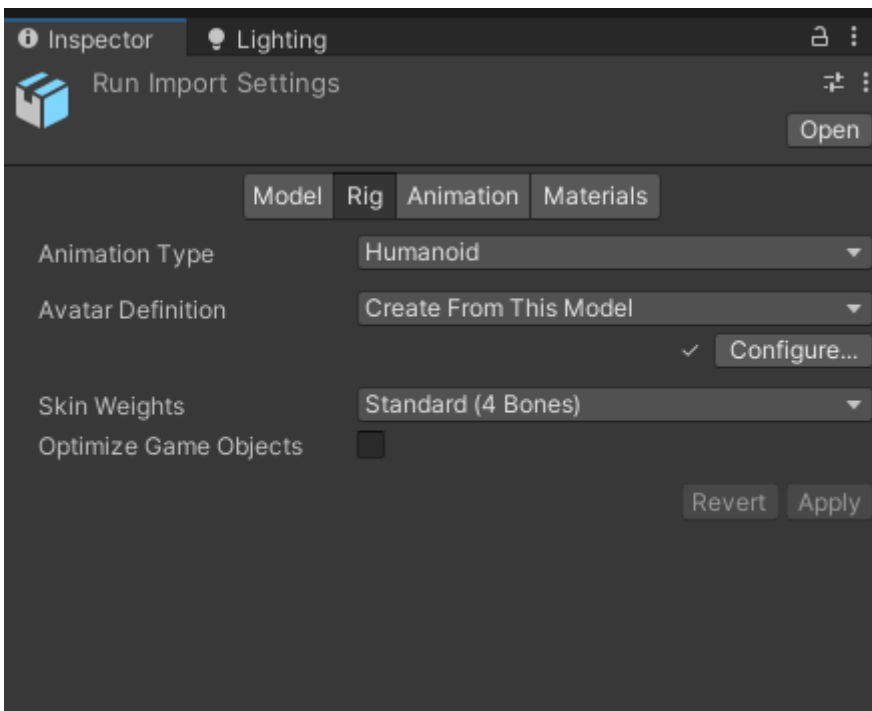 Inspector Lighting
Run Import Settings
Open
Model Rig Animation Materials
Animation Type Humanoid
Avatar Definition Create From This Model
Configure...
Skin Weights Standard (4 Bones)
Optimize Game Objects
Revert Apply